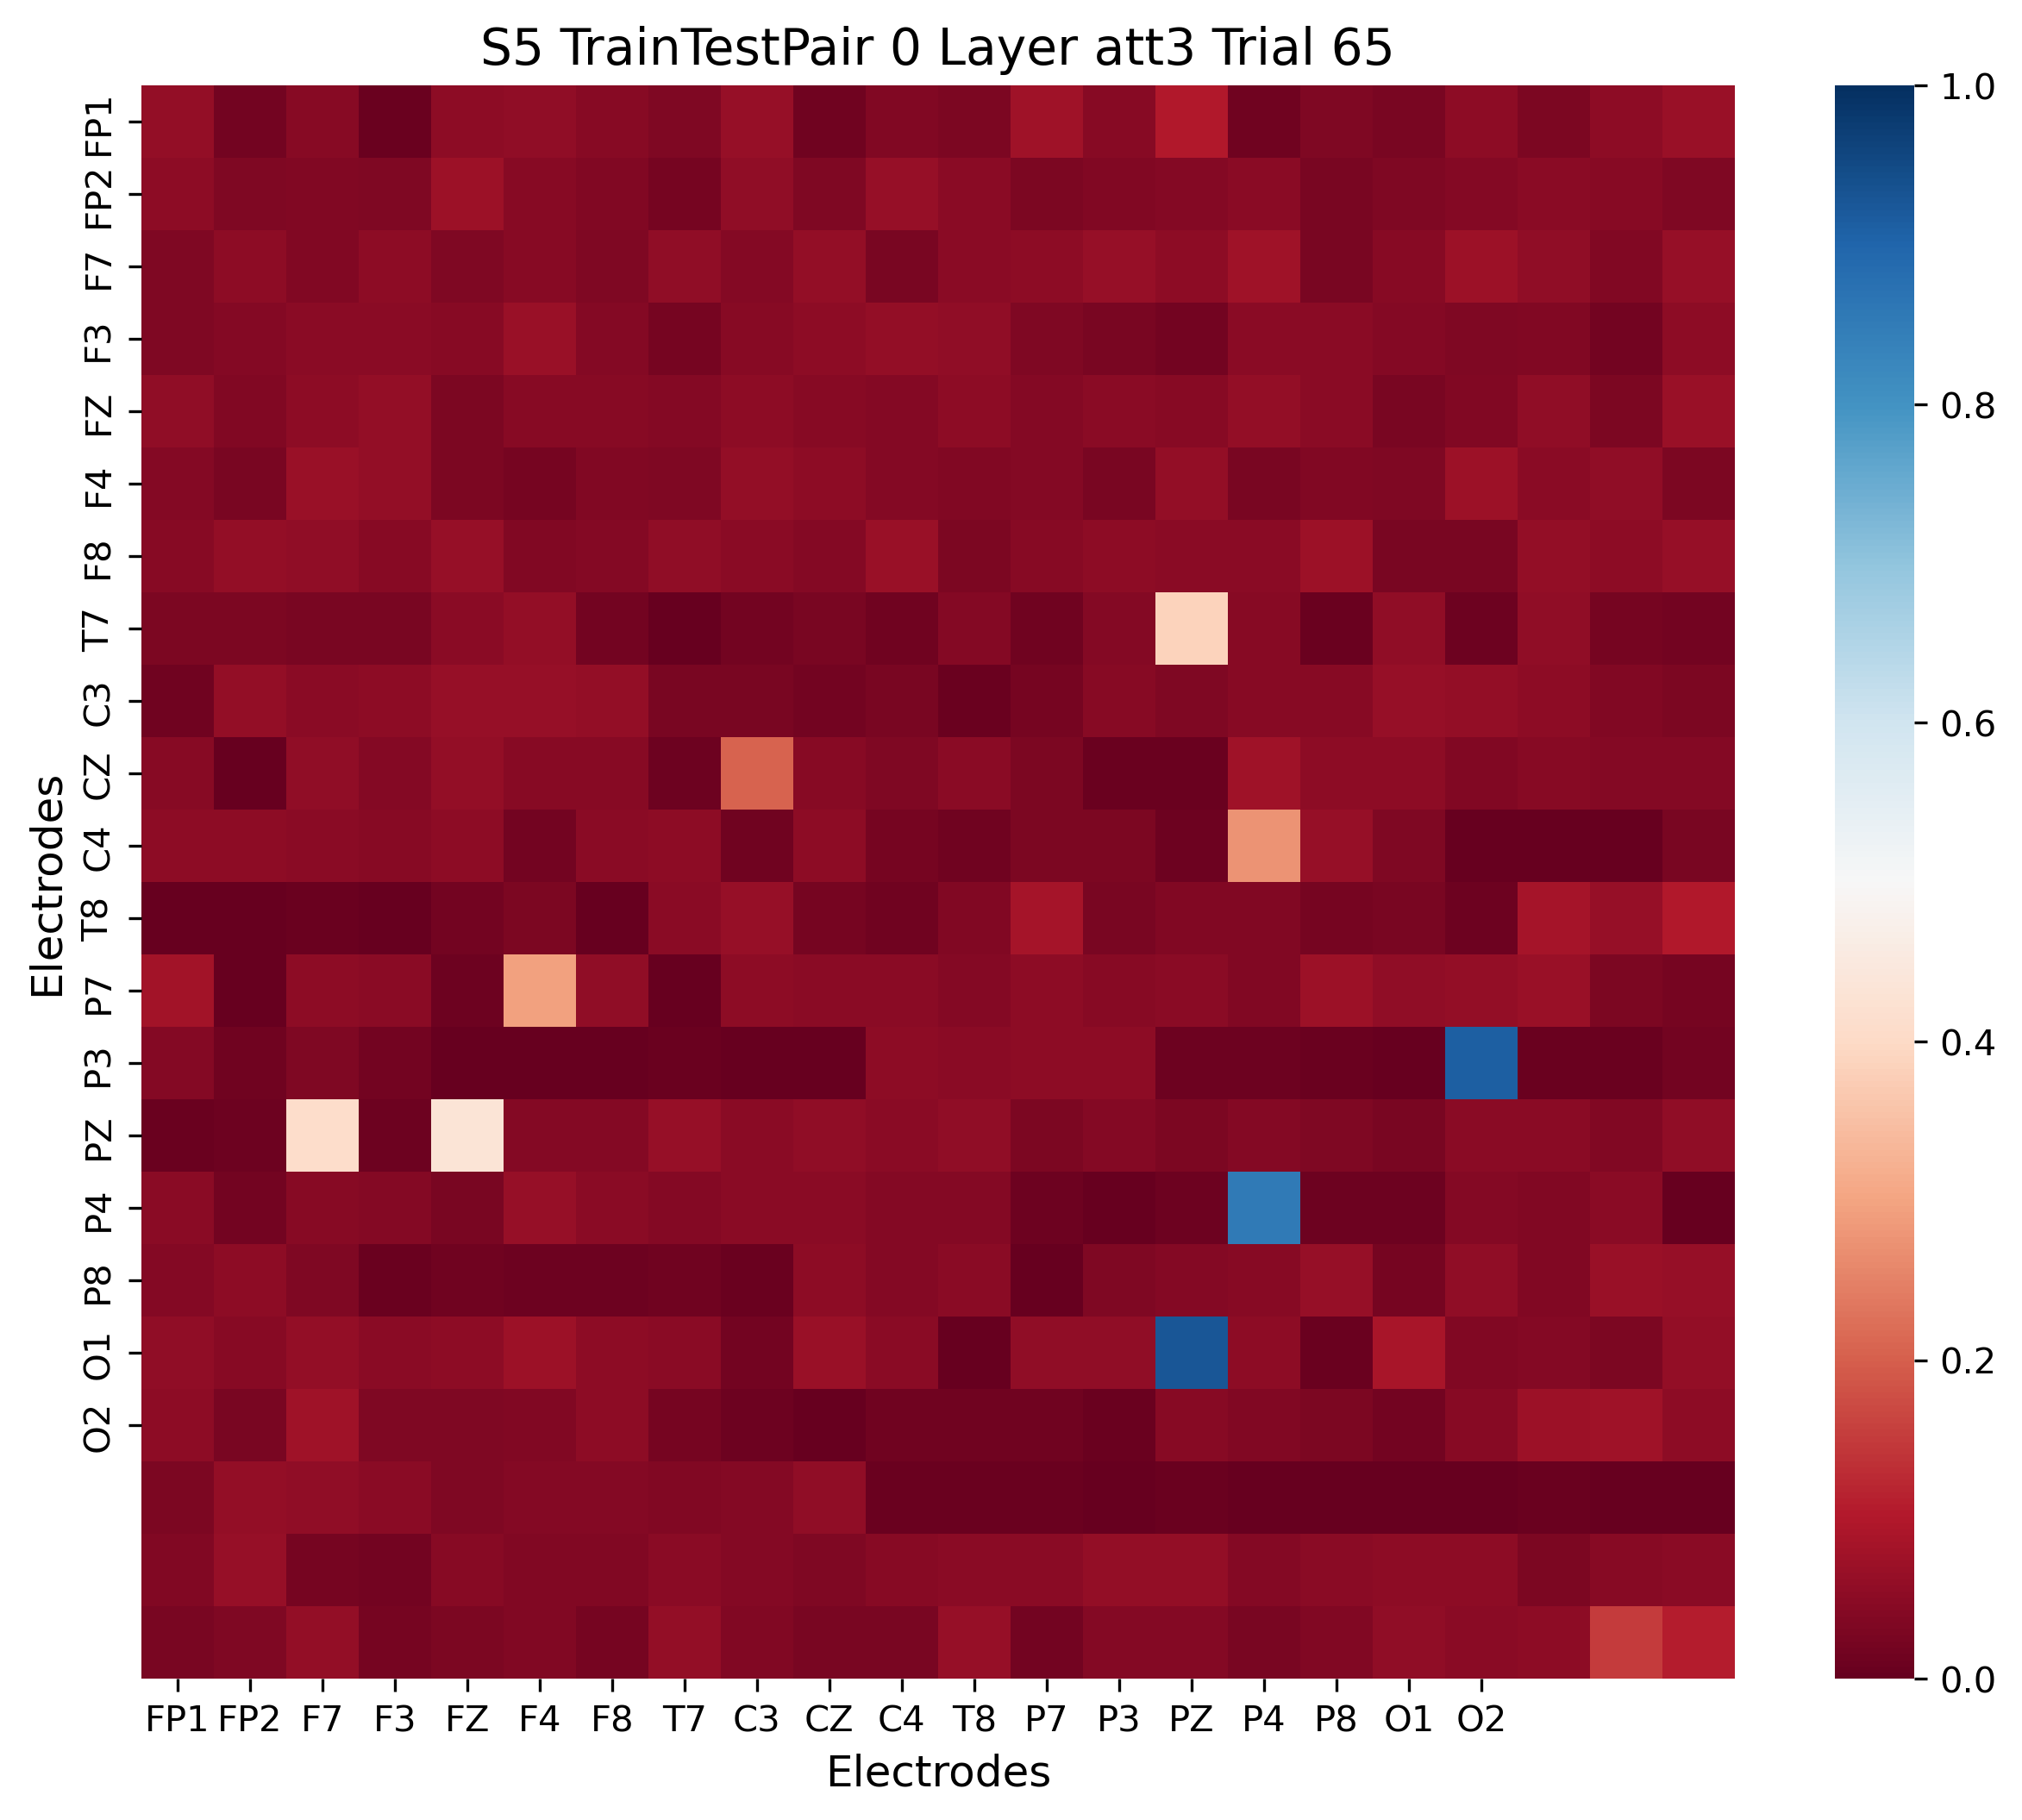 S5 TrainTestPair 0 Layer att3 Trial 65
Electrodes
FP1
FP2
F7
F3
FZ
F4
F8
T7
C3
CZ
C4
T8
P7
P3
PZ
P4
P8
O1
O2
FP1 FP2 F7 F3 FZ F4 F8 T7 C3 CZ C4 T8 P7 P3 PZ P4 P8 O1 O2
Electrodes
1.0
0.8
0.6
0.4
0.2
0.0